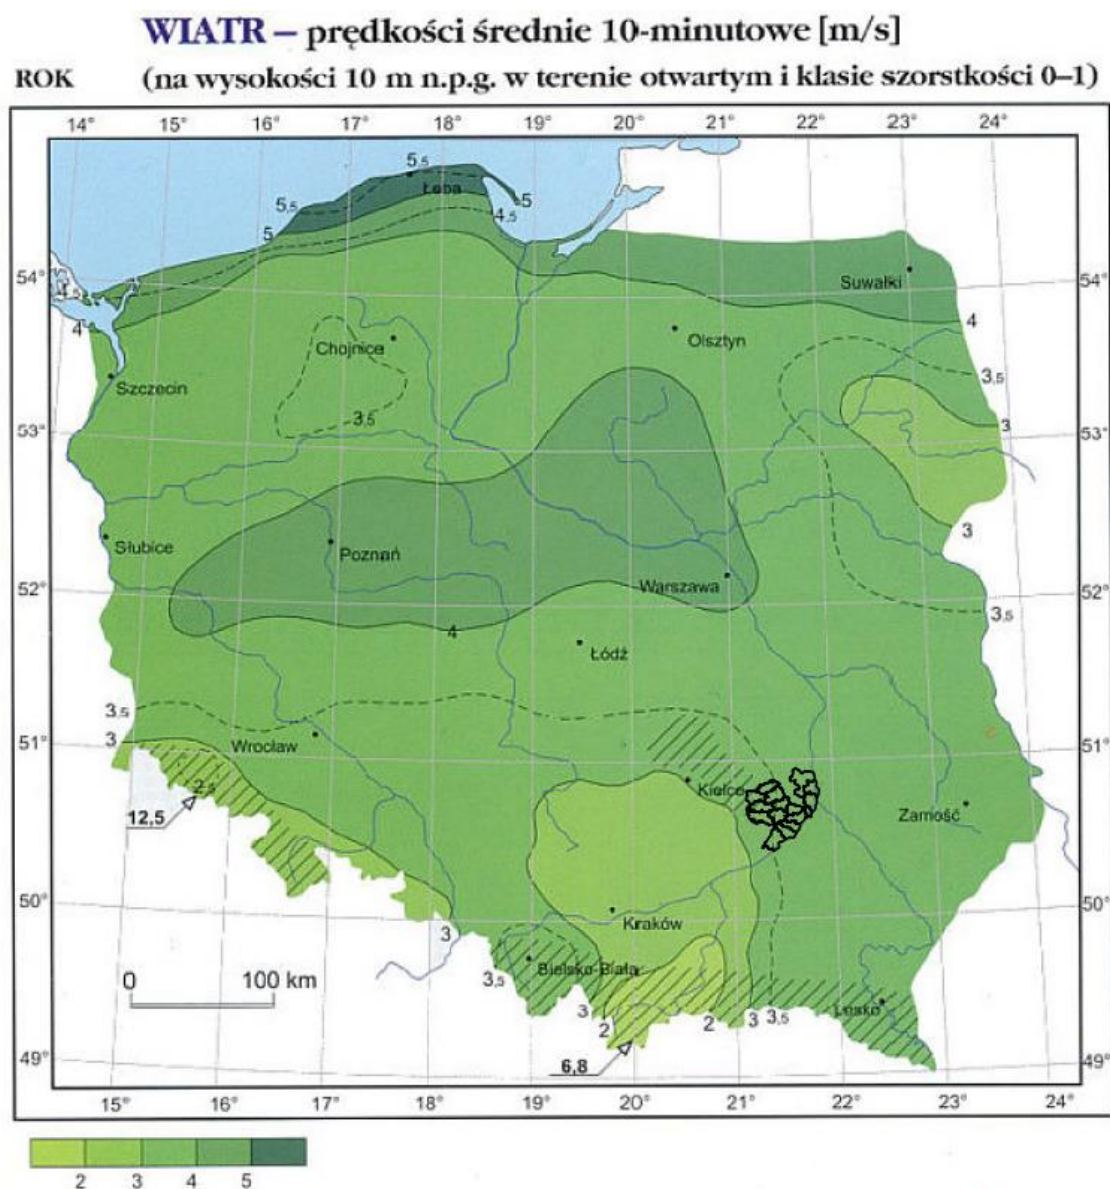 WIATR – prędkości średnie 10-minutowe [m/s]
ROK (na wysokości 10 m n.p.g. w terenie otwartym i klasie szorstkości 0–1)
14° 15° 16° 17° 18° 19° 20° 21° 22° 23° 24°
5,5
Łeba
5,5
5
4,5
5
54°
Suwałki
54°
4,5
4
4
Chojnice
Olsztyn
Szczecin
3,5
3,5
53°
3
53°
Słubice
Poznań
3
52°
Warszawa
52°
3,5
4
Łódź
3,5
3
51°
Wrocław
51°
2,5
Kielce
12,5
Zamość
50°
50°
Kraków
3
0 100 km
3,5
Bielsko-Biała
3
2
2
3
3,5
Lesko
6,8
49°
49°
15° 16° 17° 18° 19° 20° 21° 22° 23° 24°
2 3 4 5